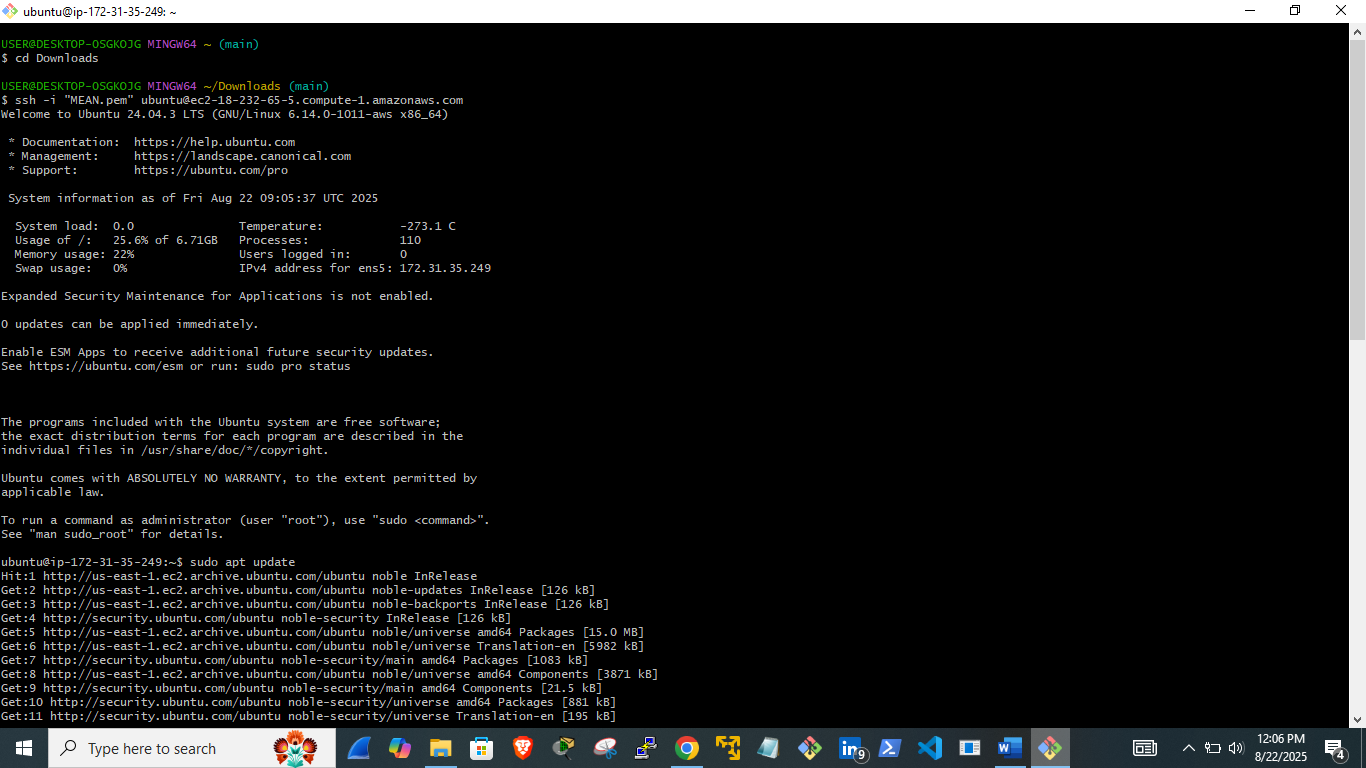 ubuntu@ip-172-31-35-249: ~
USER@DESKTOP-OSGKOJG MINGW64 ~ (main)
$ cd Downloads
USER@DESKTOP-OSGKOJG MINGW64 ~/Downloads (main)
$ ssh -i "MEAN.pem" ubuntu@ec2-18-232-65-5.compute-1.amazonaws.com
Welcome to Ubuntu 24.04.3 LTS (GNU/Linux 6.14.0-1011-aws x86_64)
* Documentation:  https://help.ubuntu.com
* Management:     https://landscape.canonical.com
* Support:        https://ubuntu.com/pro
System information as of Fri Aug 22 09:05:37 UTC 2025
System load:  0.0               Temperature:           -273.1 C
Usage of /:   25.6% of 6.71GB   Processes:             110
Memory usage: 22%               Users logged in:       0
Swap usage:   0%                IPv4 address for ens5: 172.31.35.249
Expanded Security Maintenance for Applications is not enabled.
0 updates can be applied immediately.
Enable ESM Apps to receive additional future security updates.
See https://ubuntu.com/esm or run: sudo pro status
The programs included with the Ubuntu system are free software;
the exact distribution terms for each program are described in the
individual files in /usr/share/doc/*/copyright.
Ubuntu comes with ABSOLUTELY NO WARRANTY, to the extent permitted by
applicable law.
To run a command as administrator (user "root"), use "sudo <command>".
See "man sudo_root" for details.
ubuntu@ip-172-31-35-249:~$ sudo apt update
Hit:1 http://us-east-1.ec2.archive.ubuntu.com/ubuntu noble InRelease
Get:2 http://us-east-1.ec2.archive.ubuntu.com/ubuntu noble-updates InRelease [126 kB]
Get:3 http://us-east-1.ec2.archive.ubuntu.com/ubuntu noble-backports InRelease [126 kB]
Get:4 http://security.ubuntu.com/ubuntu noble-security InRelease [126 kB]
Get:5 http://us-east-1.ec2.archive.ubuntu.com/ubuntu noble/universe amd64 Packages [15.0 MB]
Get:6 http://us-east-1.ec2.archive.ubuntu.com/ubuntu noble/universe Translation-en [5982 kB]
Get:7 http://security.ubuntu.com/ubuntu noble-security/main amd64 Packages [1083 kB]
Get:8 http://us-east-1.ec2.archive.ubuntu.com/ubuntu noble/universe amd64 Components [3871 kB]
Get:9 http://security.ubuntu.com/ubuntu noble-security/main amd64 Components [21.5 kB]
Get:10 http://security.ubuntu.com/ubuntu noble-security/universe amd64 Packages [881 kB]
Get:11 http://security.ubuntu.com/ubuntu noble-security/universe Translation-en [195 kB]
Type here to search
9
12:06 PM
8/22/2025
4